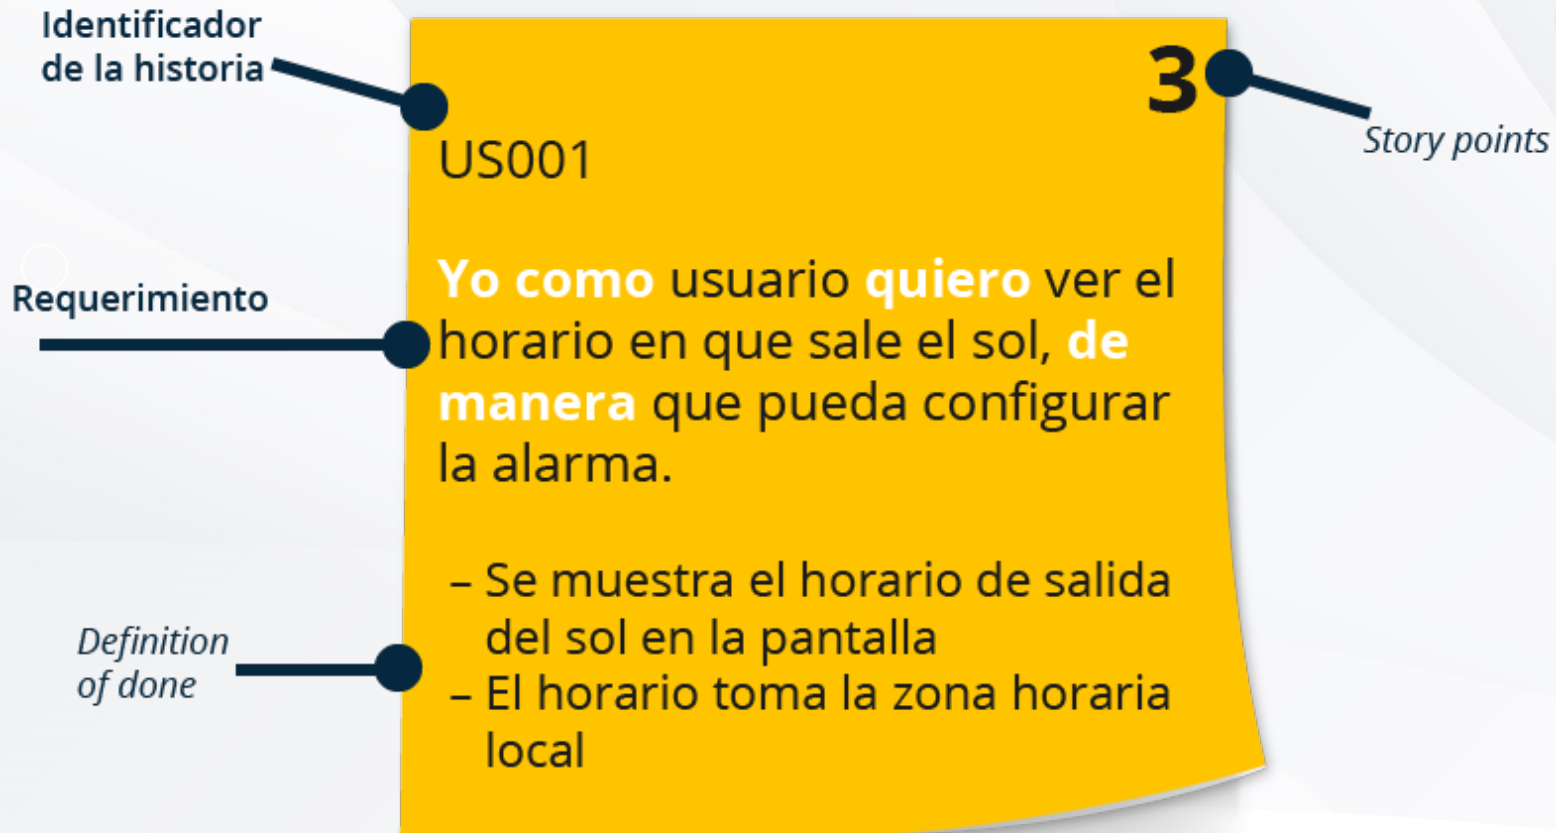 Identificador
de la historia
3
Story points
US001
Requerimiento
Yo como usuario quiero ver el
horario en que sale el sol, de
manera que pueda configurar
la alarma.
Definition
of done
– Se muestra el horario de salida
del sol en la pantalla
– El horario toma la zona horaria
local